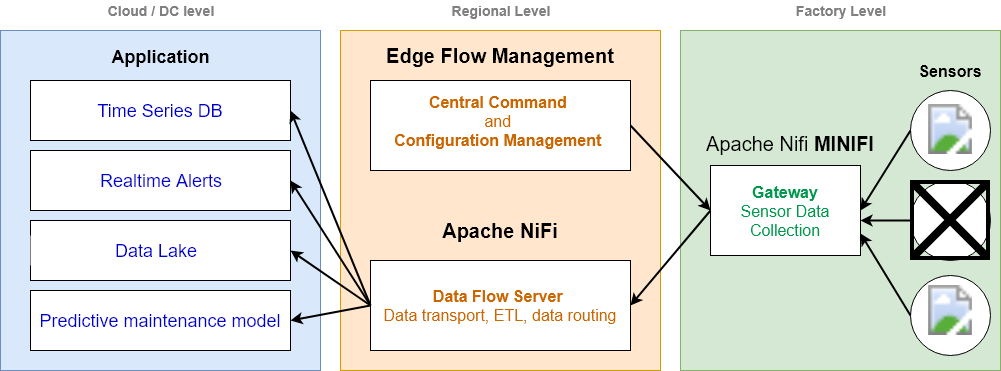 Cloud / DC level
Regional Level
Factory Level
Application
Time Series DB
Realtime Alerts
Data Lake
Predictive maintenance model
Edge Flow Management
Central Command
and
Configuration Management
Apache NiFi
Data Flow Server
Data transport, ETL, data routing
Sensors
Apache Nifi MINIFI
Gateway
Sensor Data
Collection